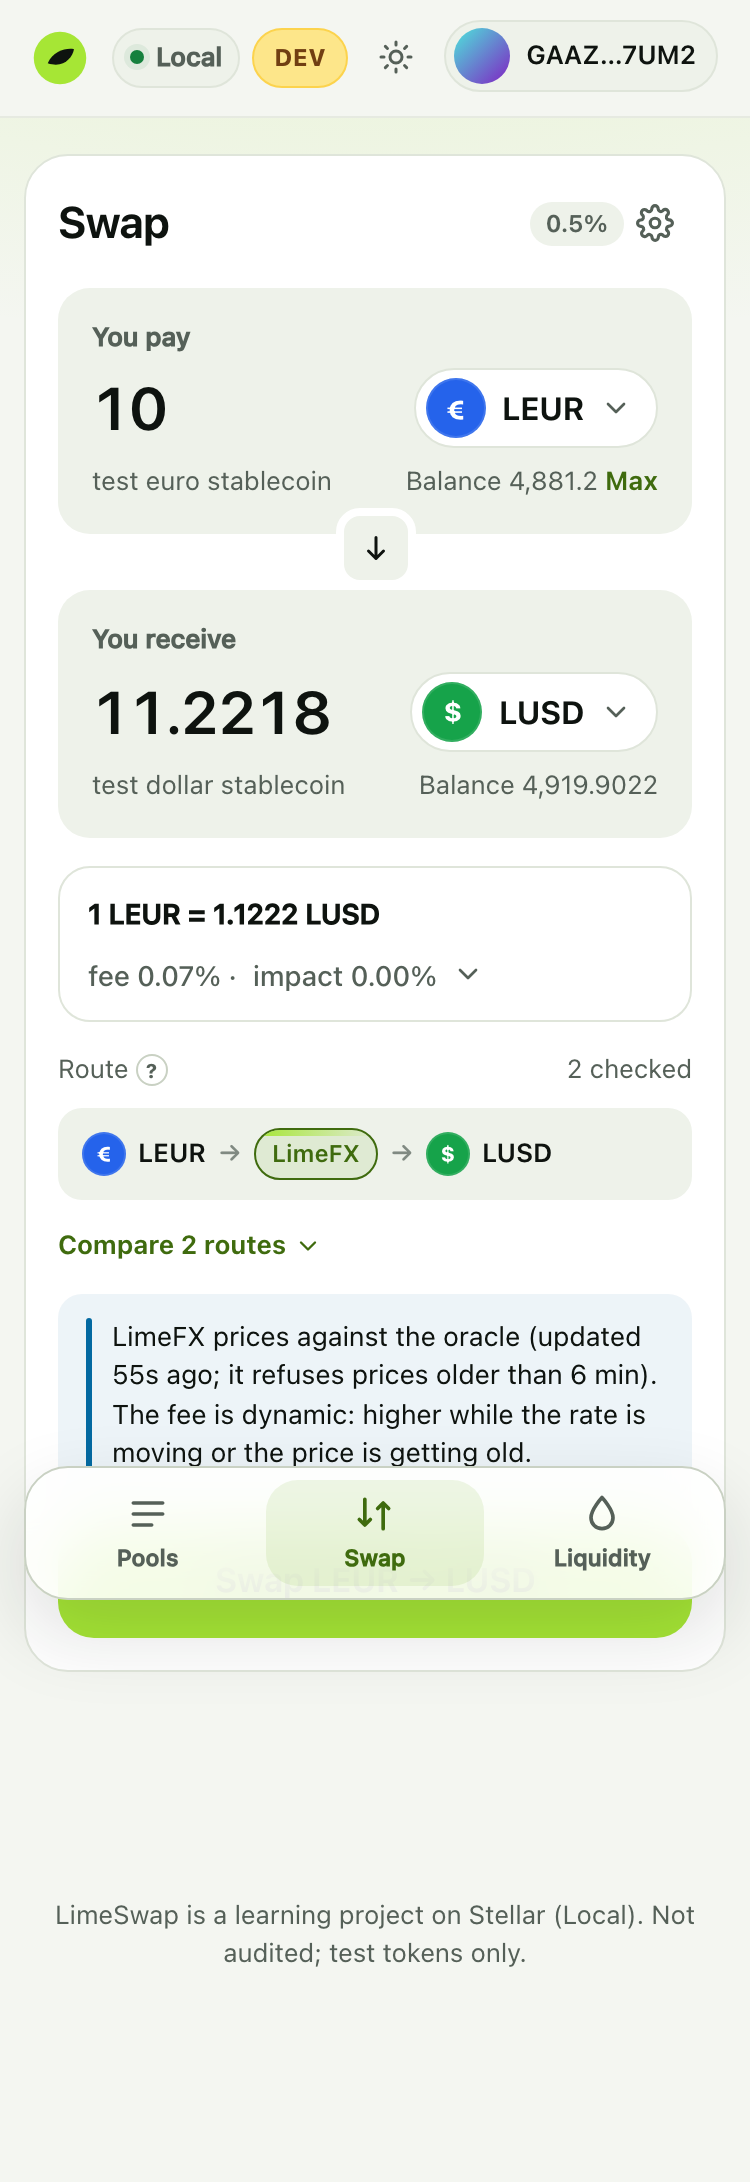 Local
DEV
GAAZ...7UM2
Swap
0.5%
You pay
10
€ LEUR
test euro stablecoin
Balance 4,881.2 Max
You receive
11.2218
$ LUSD
test dollar stablecoin
Balance 4,919.9022
1 LEUR = 1.1222 LUSD
fee 0.07% · impact 0.00%
Route ?
2 checked
€ LEUR → LimeFX → $ LUSD
Compare 2 routes
LimeFX prices against the oracle (updated
55s ago; it refuses prices older than 6 min).
The fee is dynamic: higher while the rate is
moving or the price is getting old.
Pools
Swap
Liquidity
Swap LEUR → LUSD
LimeSwap is a learning project on Stellar (Local). Not
audited; test tokens only.